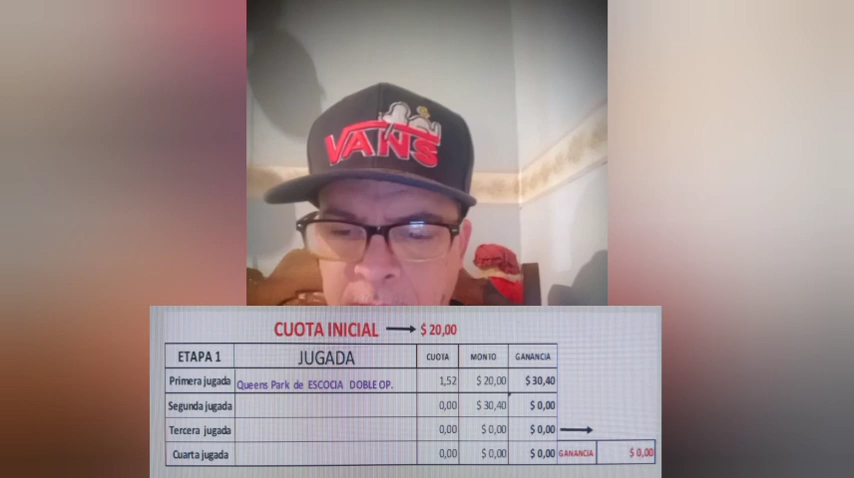 VANS
CUOTA INICIAL → $ 20,00
ETAPA 1 JUGADA CUOTA MONTO GANANCIA
Primera jugada Queens Park de ESCOCIA DOBLE OP. 1,52 $ 20,00 $ 30,40
Segunda jugada 0,00 $ 30,40 $ 0,00
Tercera jugada 0,00 $ 0,00 $ 0,00
Cuarta jugada 0,00 $ 0,00 $ 0,00 GANANCIA $ 0,00